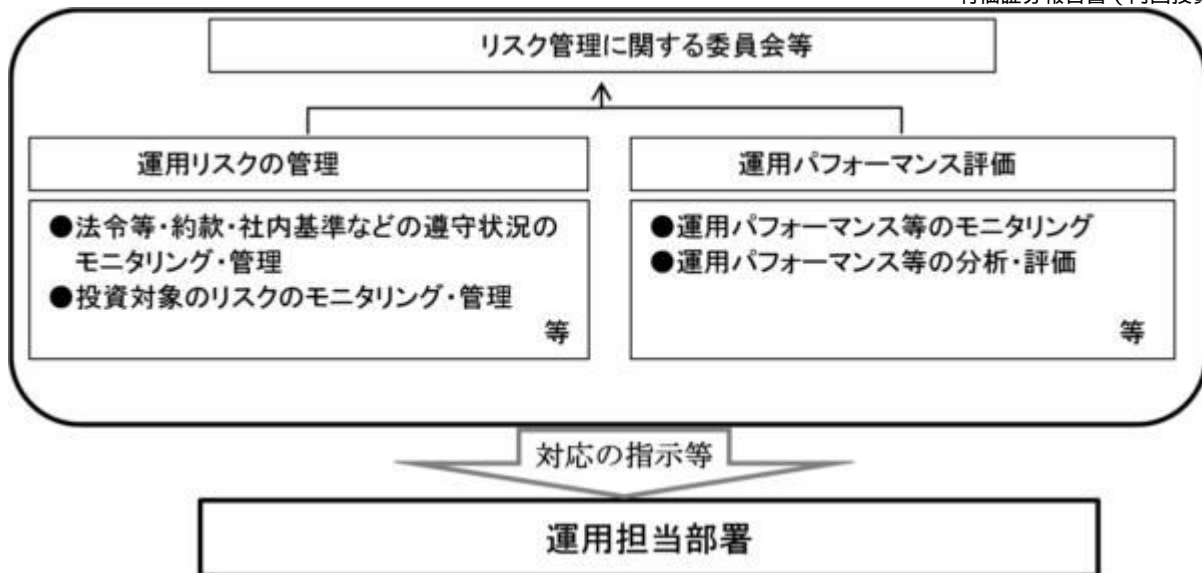 リスク管理に関する委員会等
運用リスクの管理
運用パフォーマンス評価
●法令等・約款・社内基準などの遵守状況の
モニタリング・管理
●投資対象のリスクのモニタリング・管理
等
●運用パフォーマンス等のモニタリング
●運用パフォーマンス等の分析・評価
等
対応の指示等
運用担当部署